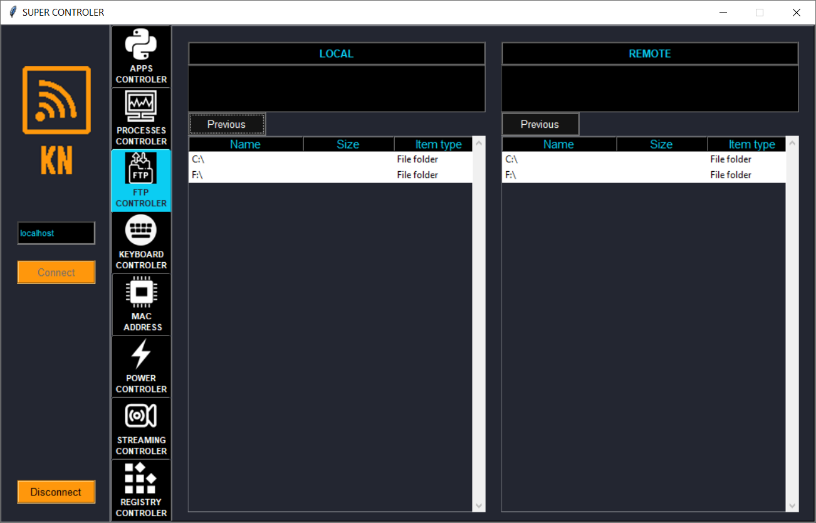 SUPER CONTROLER
KN
localhost
Connect
Disconnect
APPS
CONTROLER
PROCESSES
CONTROLER
FTP
FTP
CONTROLER
KEYBOARD
CONTROLER
MAC
ADDRESS
POWER
CONTROLER
STREAMING
CONTROLER
REGISTRY
CONTROLER
LOCAL
Previous
Name Size Item type
C:\ File folder
F:\ File folder
REMOTE
Previous
Name Size Item type
C:\ File folder
F:\ File folder